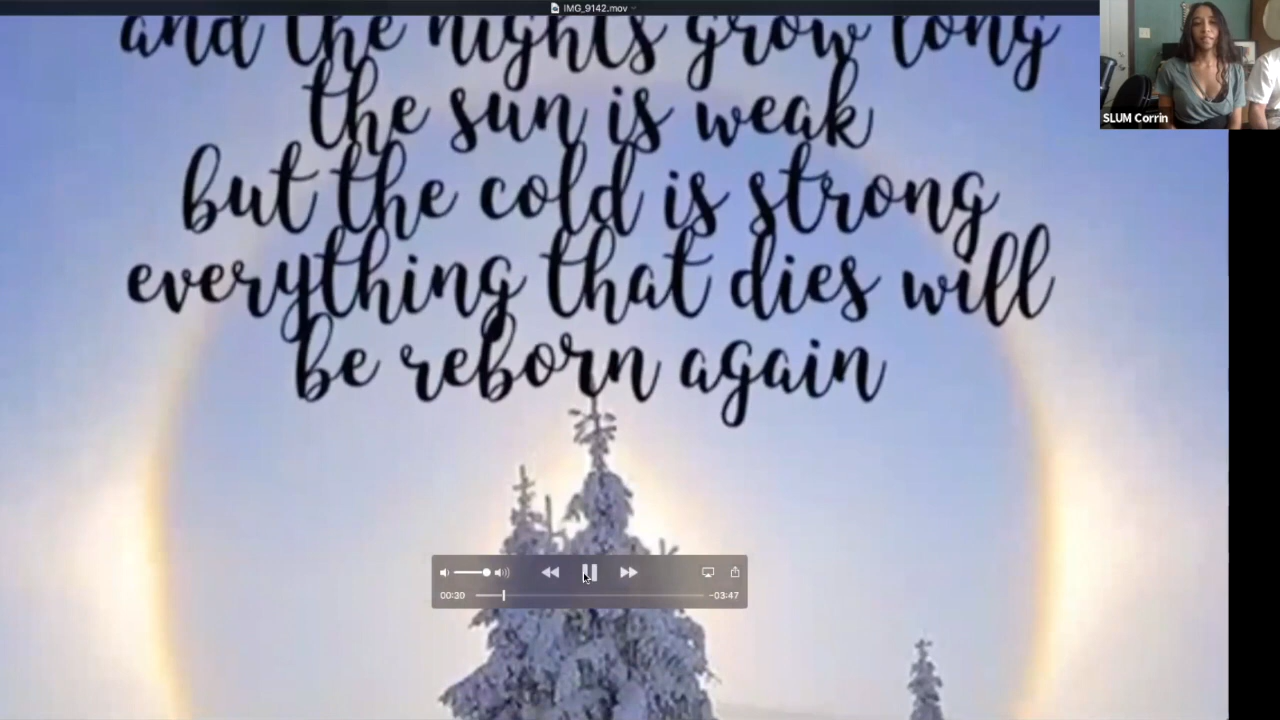 IMG_9142.mov
and the nights grow long
the sun is weak
but the cold is strong
everything that dies will
be reborn again
SLUM Corrin
00:30
-03:47